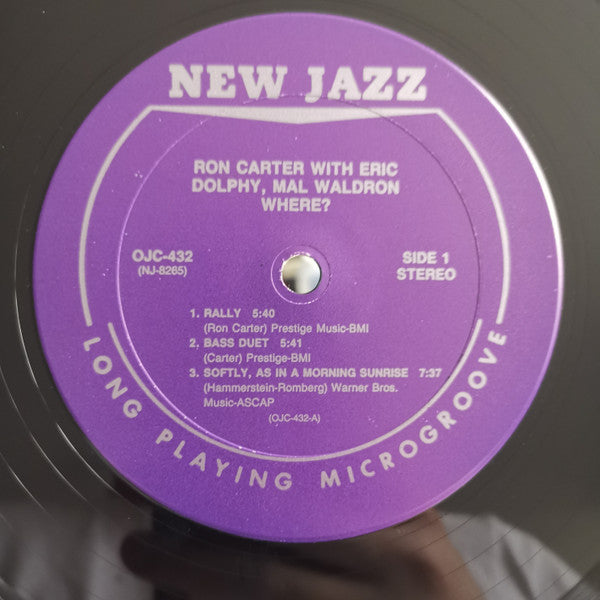 NEW JAZZ
RON CARTER WITH ERIC
DOLPHY, MAL WALDRON
WHERE?
OJC-432
(NJ-8265)
SIDE 1
STEREO
1. RALLY 5:40
(Ron Carter) Prestige Music-BMI
2. BASS DUET 5:41
(Carter) Prestige-BMI
3. SOFTLY, AS IN A MORNING SUNRISE 7:37
(Hammerstein-Romberg) Warner Bros.
Music-ASCAP
(OJC-432-A)
LONG PLAYING MICROGROOVE